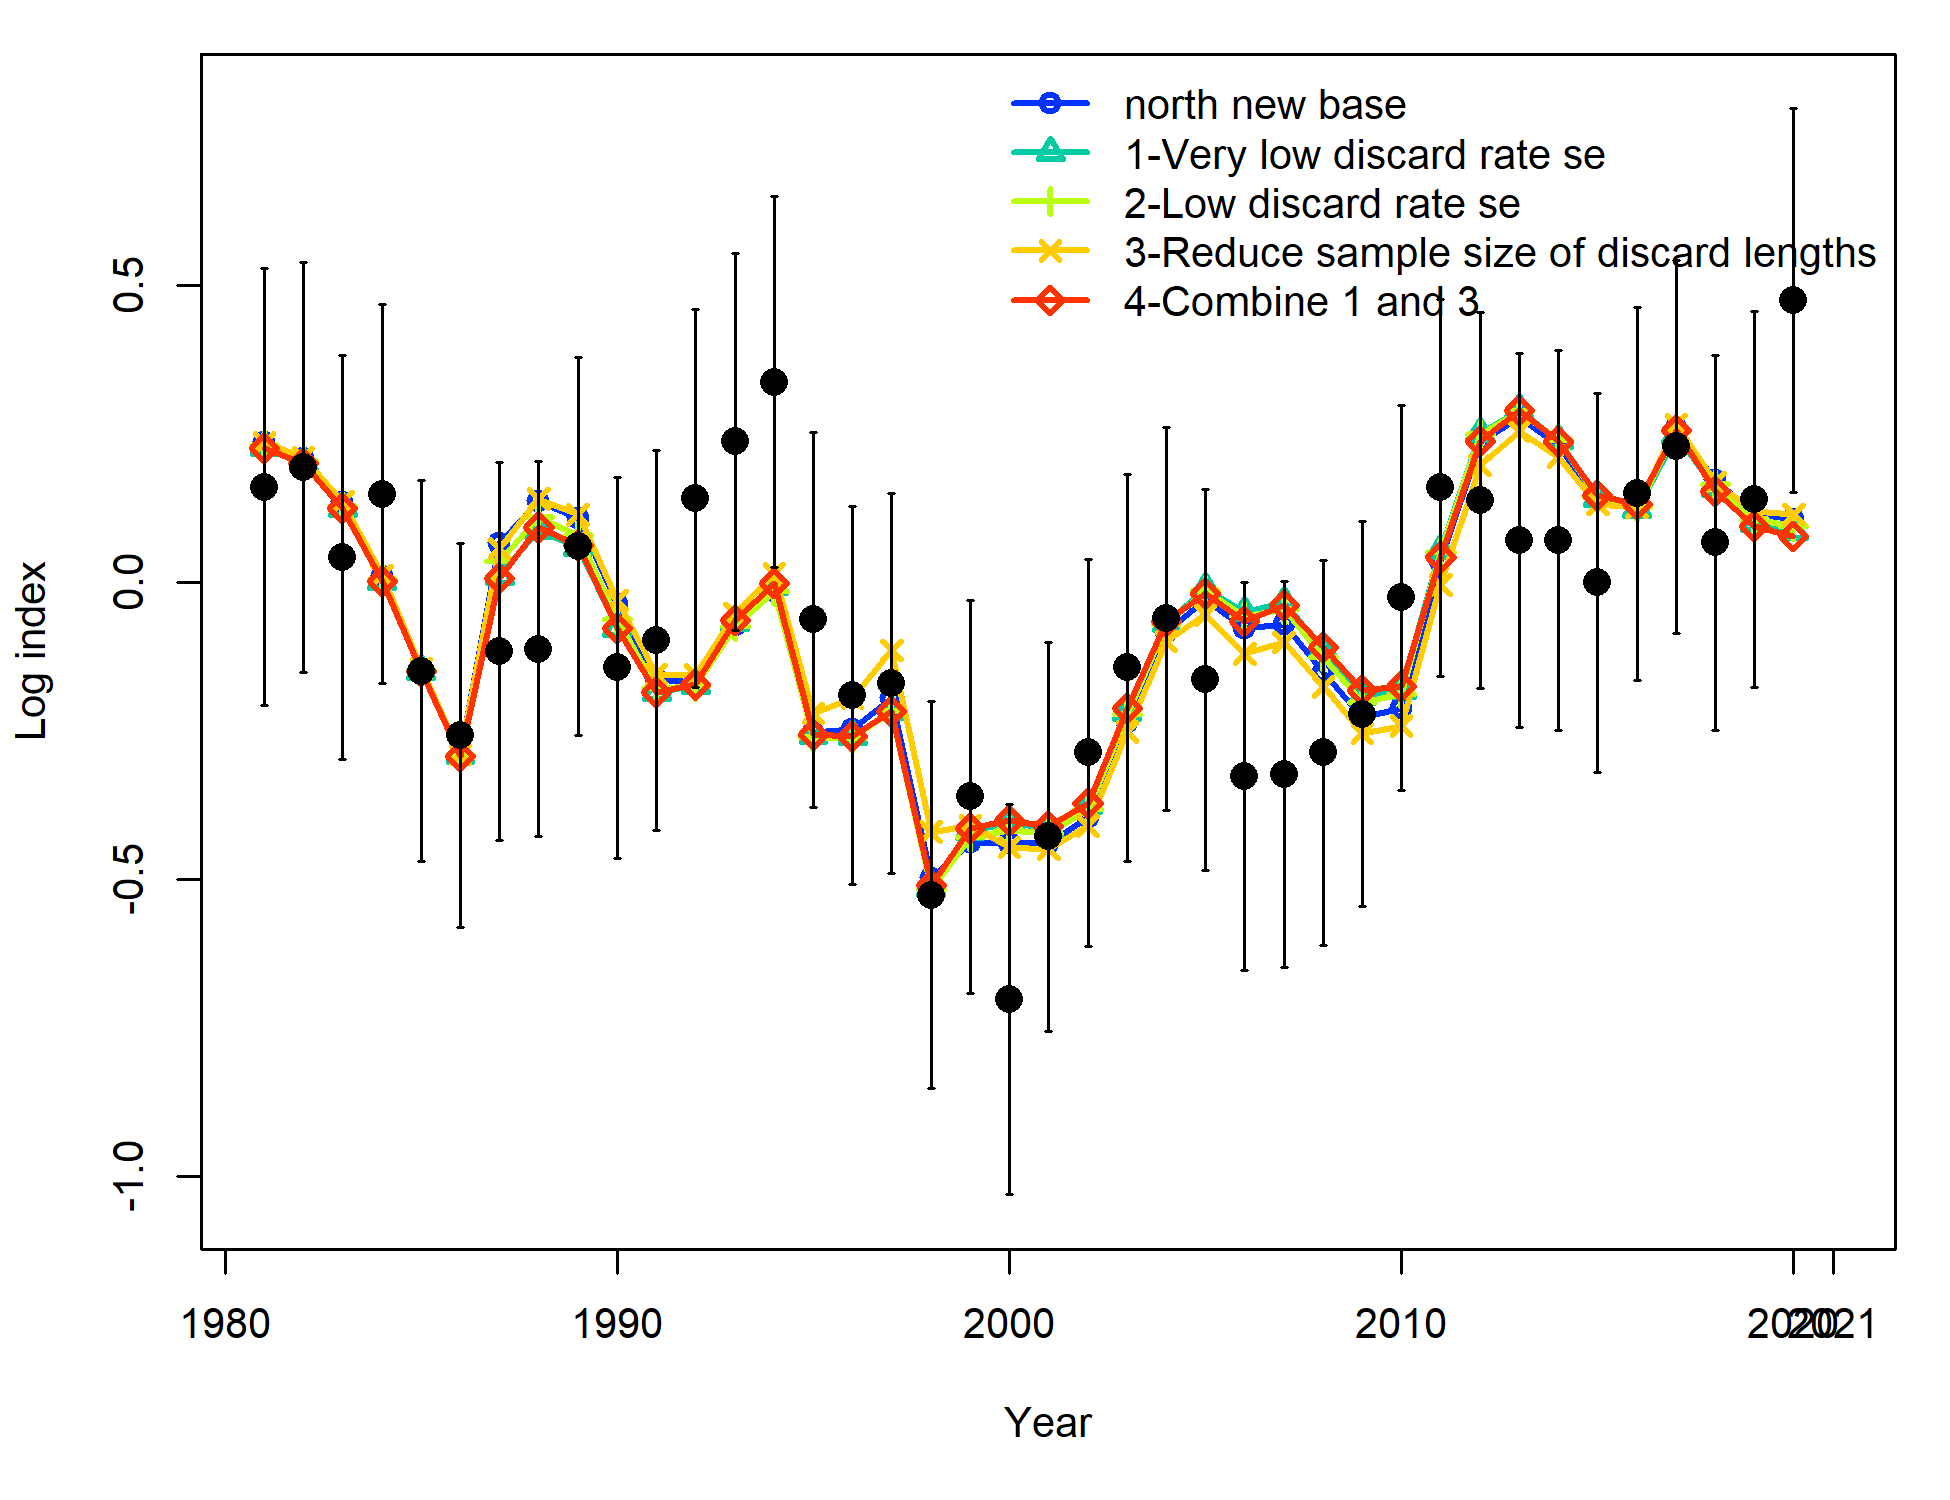 north new base
1-Very low discard rate se
2-Low discard rate se
3-Reduce sample size of discard lengths
4-Combine 1 and 3
Log index
0.5
0.0
-0.5
-1.0
1980 1990 2000 2010 2020 2021
Year